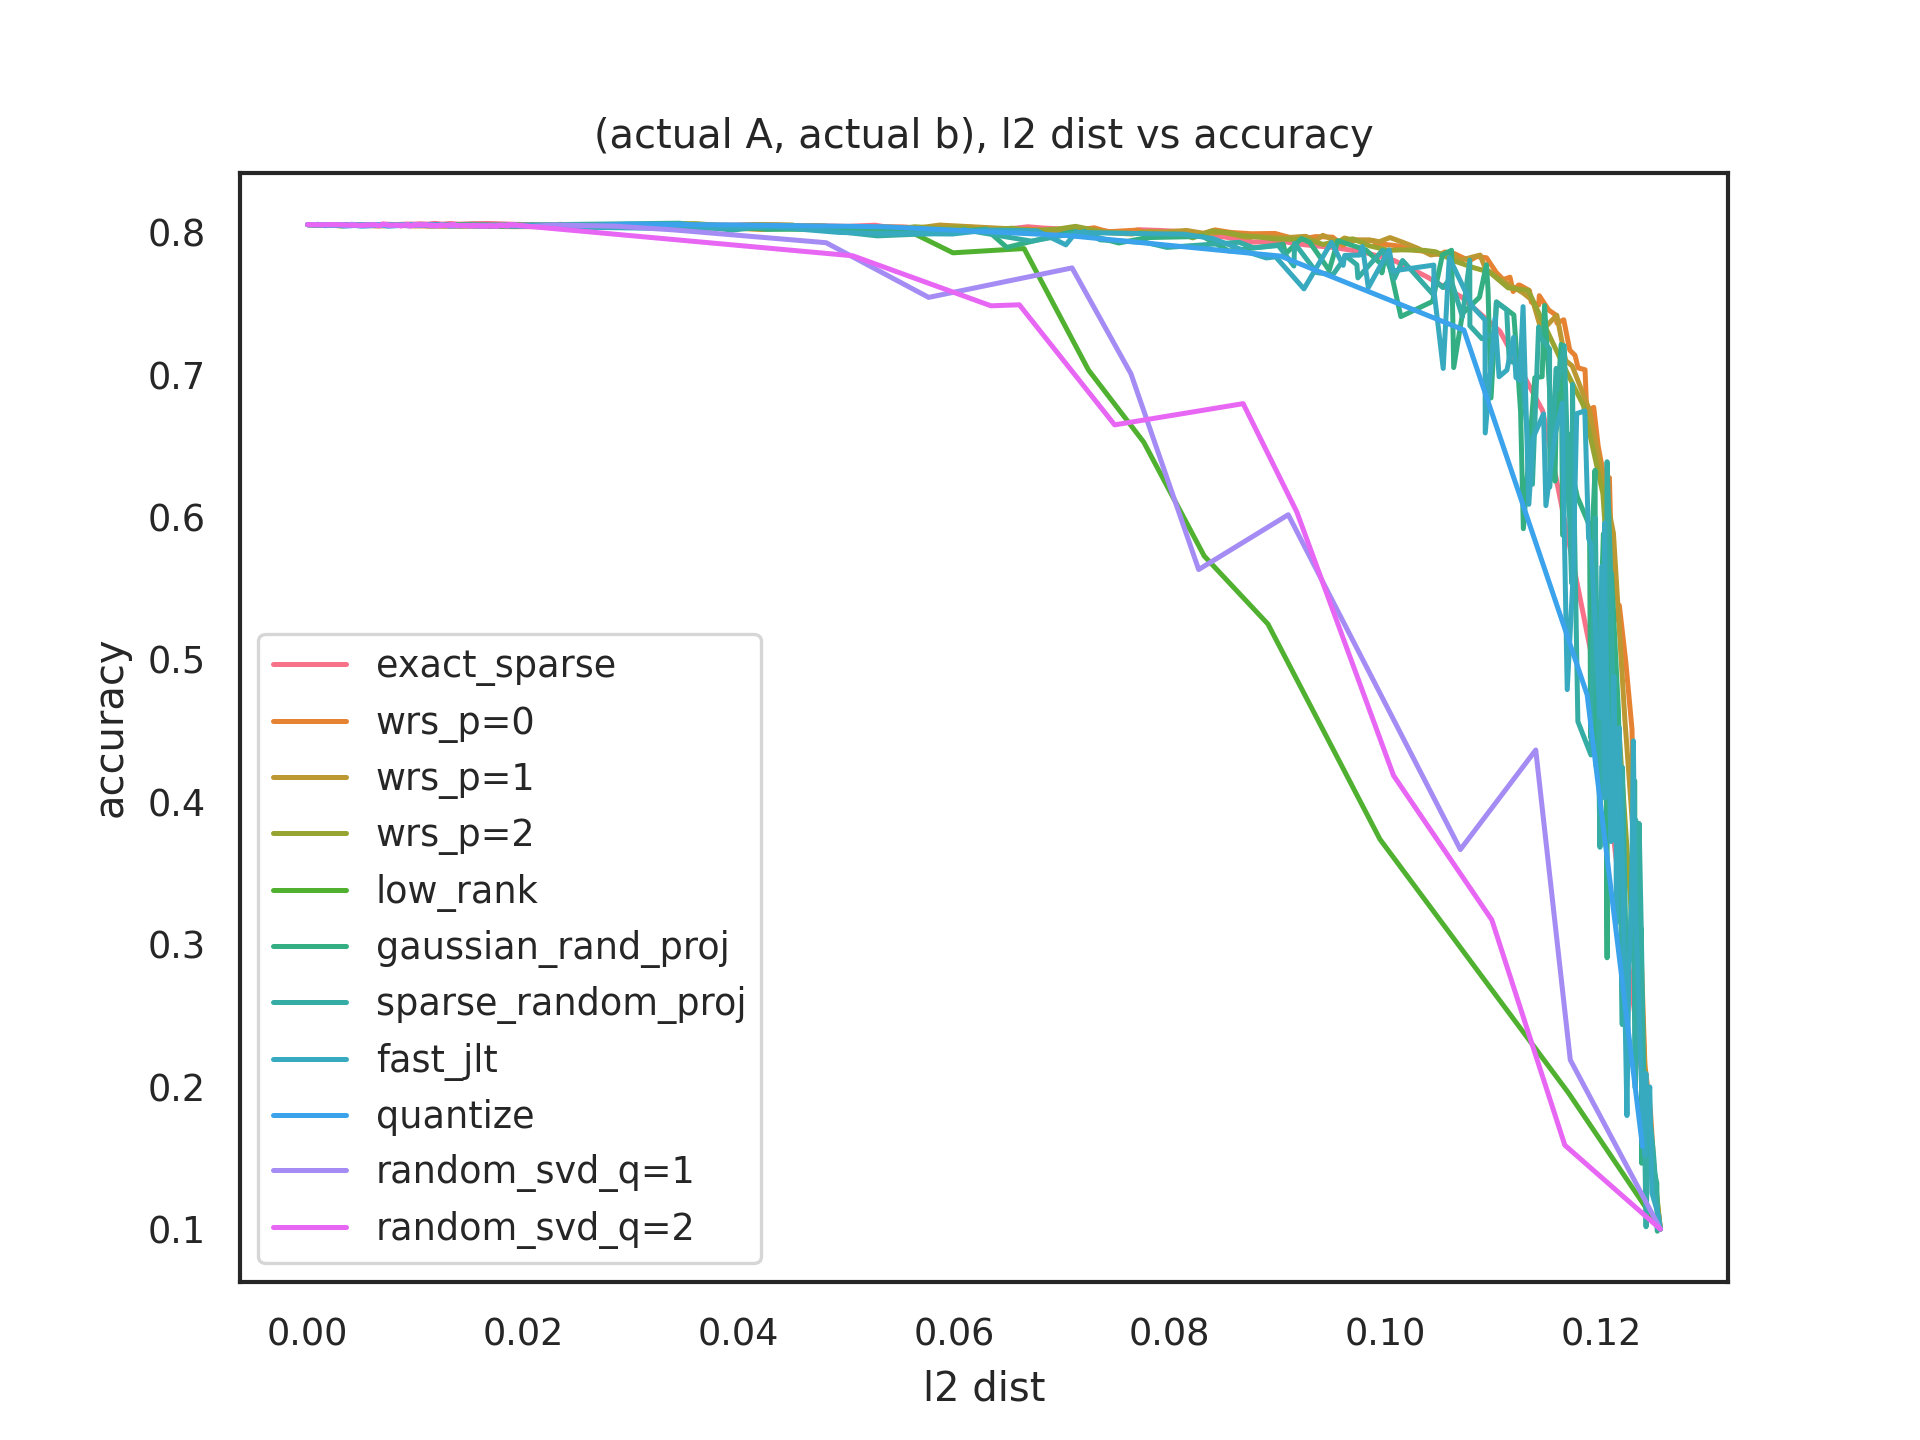 (actual A, actual b), l2 dist vs accuracy
accuracy
0.8
0.7
0.6
0.5
0.4
0.3
0.2
0.1
exact_sparse
wrs_p=0
wrs_p=1
wrs_p=2
low_rank
gaussian_rand_proj
sparse_random_proj
fast_jlt
quantize
random_svd_q=1
random_svd_q=2
0.00 0.02 0.04 0.06 0.08 0.10 0.12
l2 dist